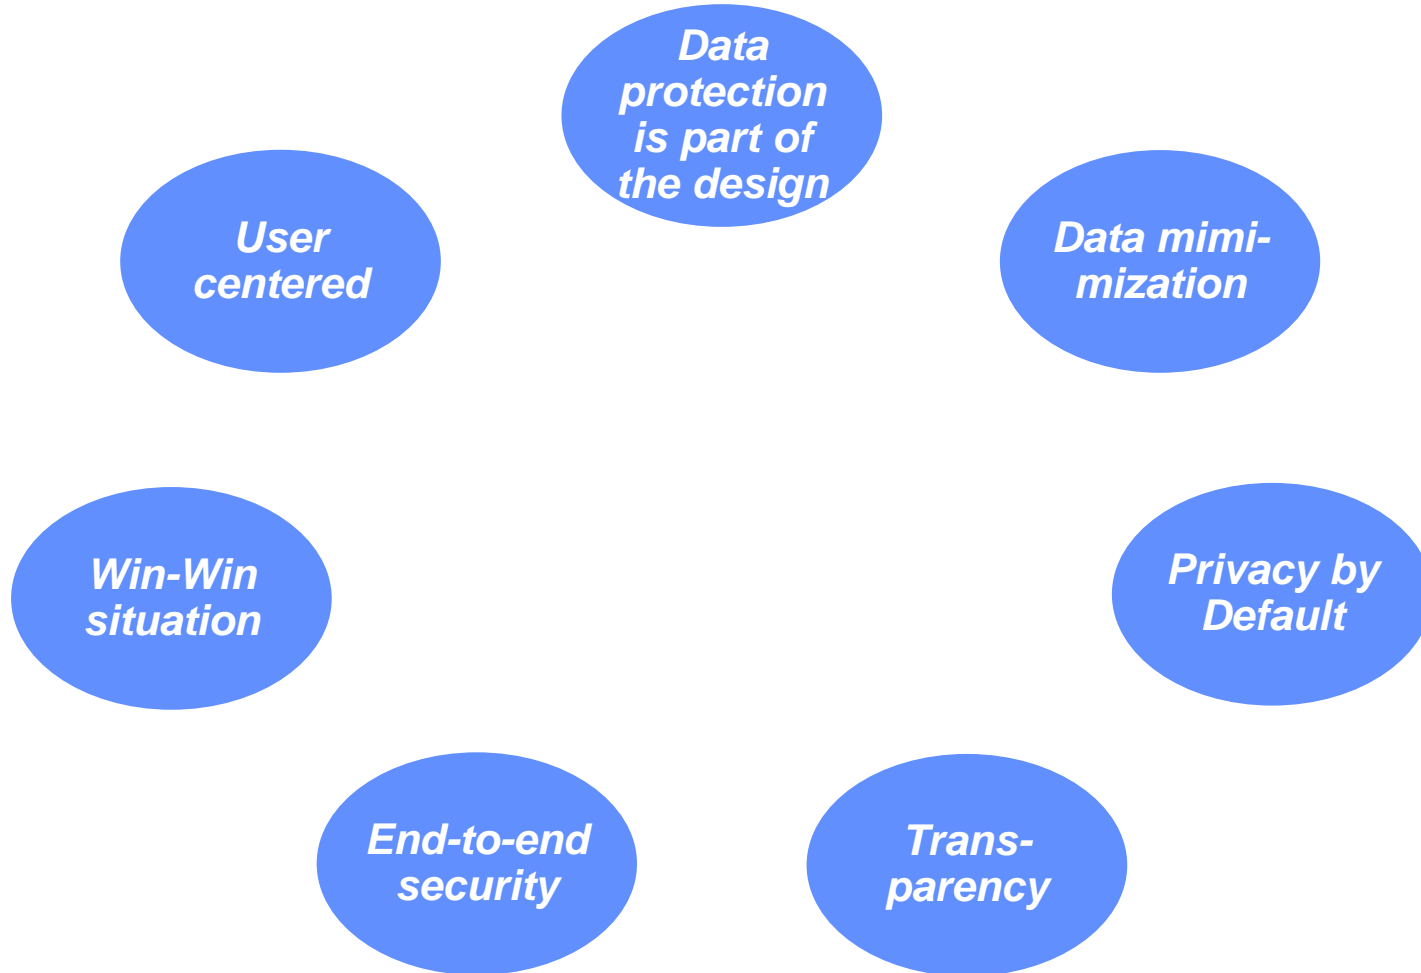 Data
protection
is part of
the design
Data mimi-
mization
Privacy by
Default
Trans-
parency
End-to-end
security
Win-Win
situation
User
centered